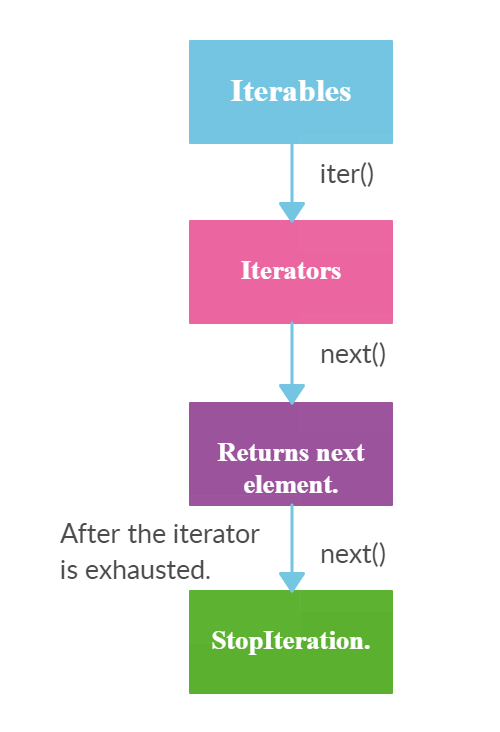 Iterables
iter()
Iterators
next()
Returns next
element.
After the iterator
is exhausted.
next()
StopIteration.